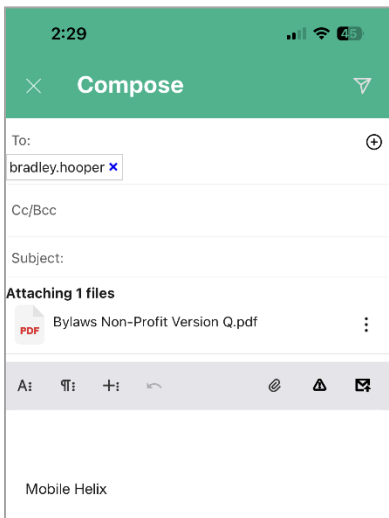 2:29
45
Compose
To:
bradley.hooper ×
Cc/Bcc
Subject:
Attaching 1 files
PDF
Bylaws Non-Profit Version Q.pdf
A
Mobile Helix